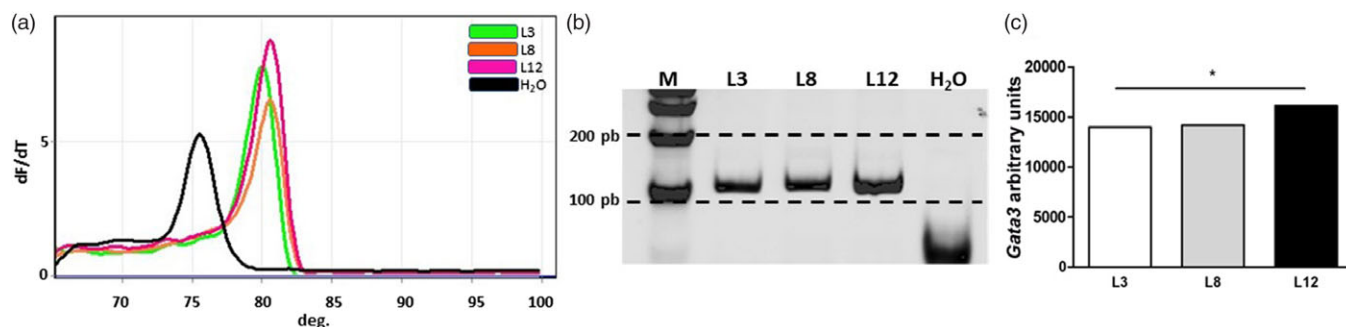 (a)
L3
L8
L12
H₂O
5
0
dF/dT
70 75 80 85 90 95 100
deg.
(b)
M L3 L8 L12 H₂O
200 pb
100 pb
(c)
*
20000
15000
10000
5000
0
Gata3 arbitrary units
L3 L8 L12